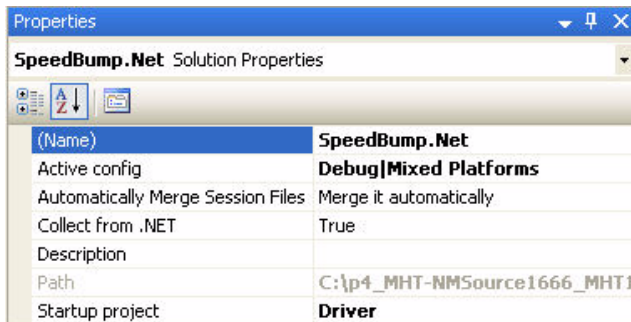 Properties
SpeedBump.Net Solution Properties
(Name) SpeedBump.Net
Active config Debug|Mixed Platforms
Automatically Merge Session Files Merge it automatically
Collect from .NET True
Description
Path C:\p4_MHT-NMSource1666_MHT1
Startup project Driver